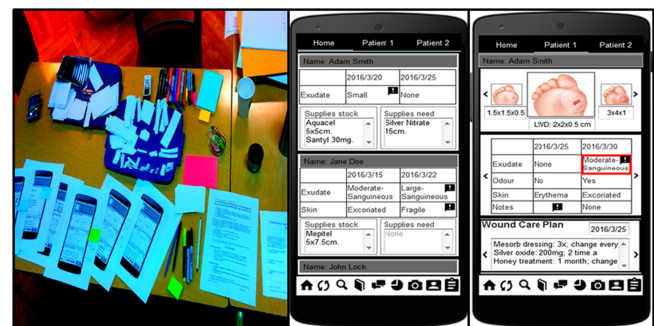 Home Patient 1 Patient 2
Name: Adam Smith
2016/3/20 2016/3/25
Exudate Small None
Supplies stock Supplies need
Aquacel
5x5cm.
Santyl 30mg.
Silver Nitrate
15cm.
Name: Jane Doe
2016/3/15 2016/3/22
Exudate Moderate-
Sanguineous Large-
Sanguineous
Skin Excoriated Fragile
Supplies stock Supplies need
Mepitel
5x7.5cm.
None
Name: John Lock
Home Patient 1 Patient 2
Name: Adam Smith
1.5x1.5x0.5 3x4x1
LWD: 2x2x0.5 cm
2016/3/25 2016/3/30
Exudate None Moderate-
Sanguineous
Odour No Yes
Skin Erythema Excoriated
Notes None
Wound Care Plan 2016/3/25
Mesorb dressing: 3x; change every
Silver oxide: 200mg; 2 time a
Honey treatment: 1 month; change